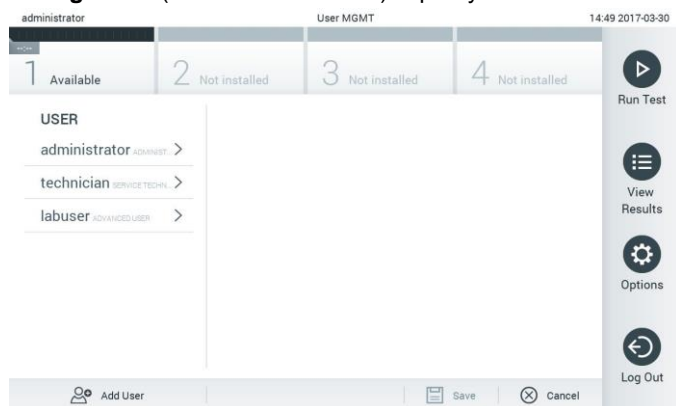 administrator User MGMT 14:49 2017-03-30
1 Available 2 Not installed 3 Not installed 4 Not installed
Run Test
USER
administrator ADMINIST.. >
technician SERVICE TECHN.. >
labuser ADVANCED USER >
View
Results
Options
Log Out
Add User Save Cancel